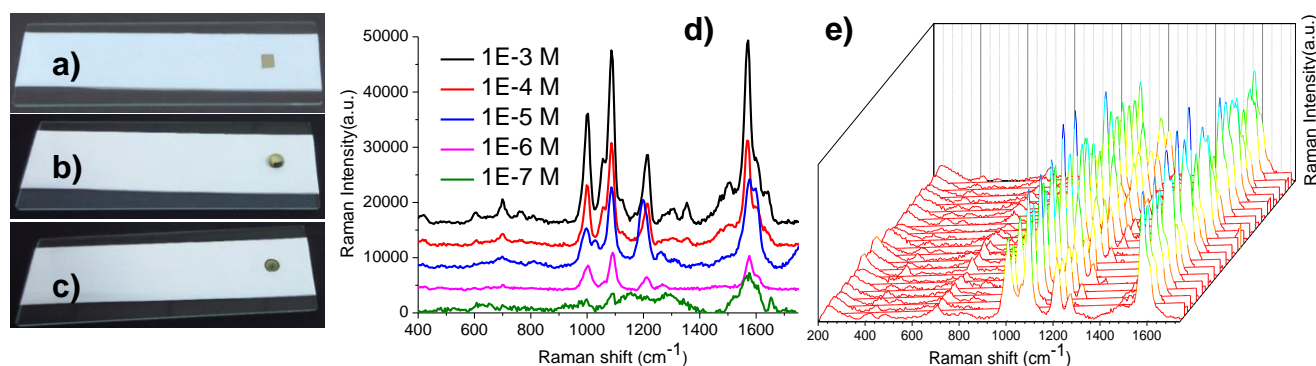 a)
b)
c)
d)
50000
40000
30000
20000
10000
0
Raman Intensity(a.u.)
1E-3 M
1E-4 M
1E-5 M
1E-6 M
1E-7 M
400 600 800 1000 1200 1400 1600
Raman shift (cm-1)
e)
Raman Intensity(a.u.)
200 400 600 800 1000 1200 1400 1600
Raman shift (cm-1)